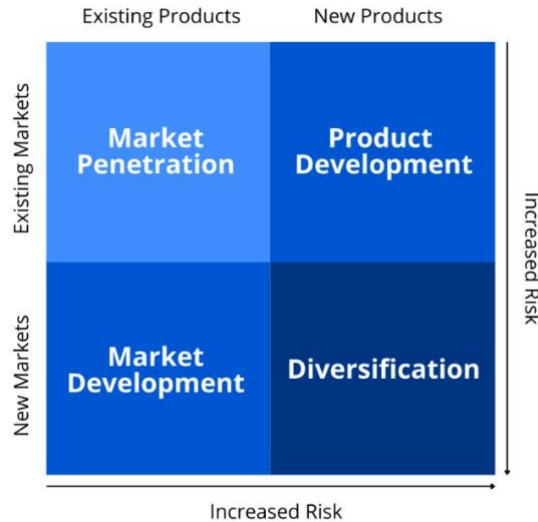 Existing Products
New Products
Existing Markets
Market
Penetration
Product
Development
Increased Risk
New Markets
Market
Development
Diversification
Increased Risk